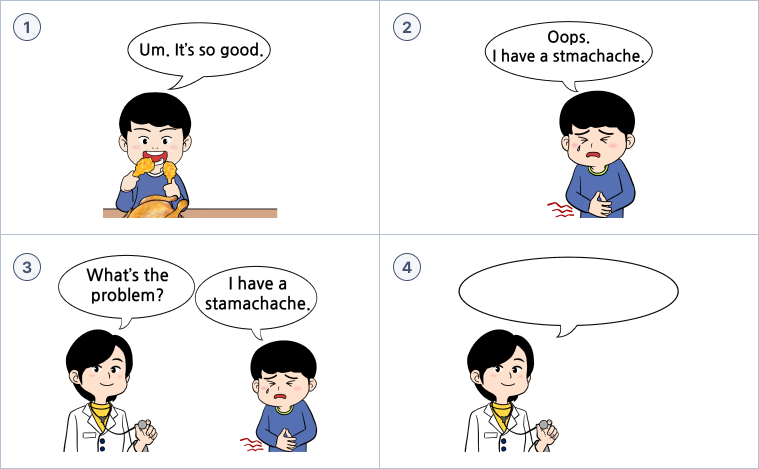 1
Um. It's so good.
2
Oops.
I have a stmachache.
3
What's the
problem?
I have a
stamachache.
4